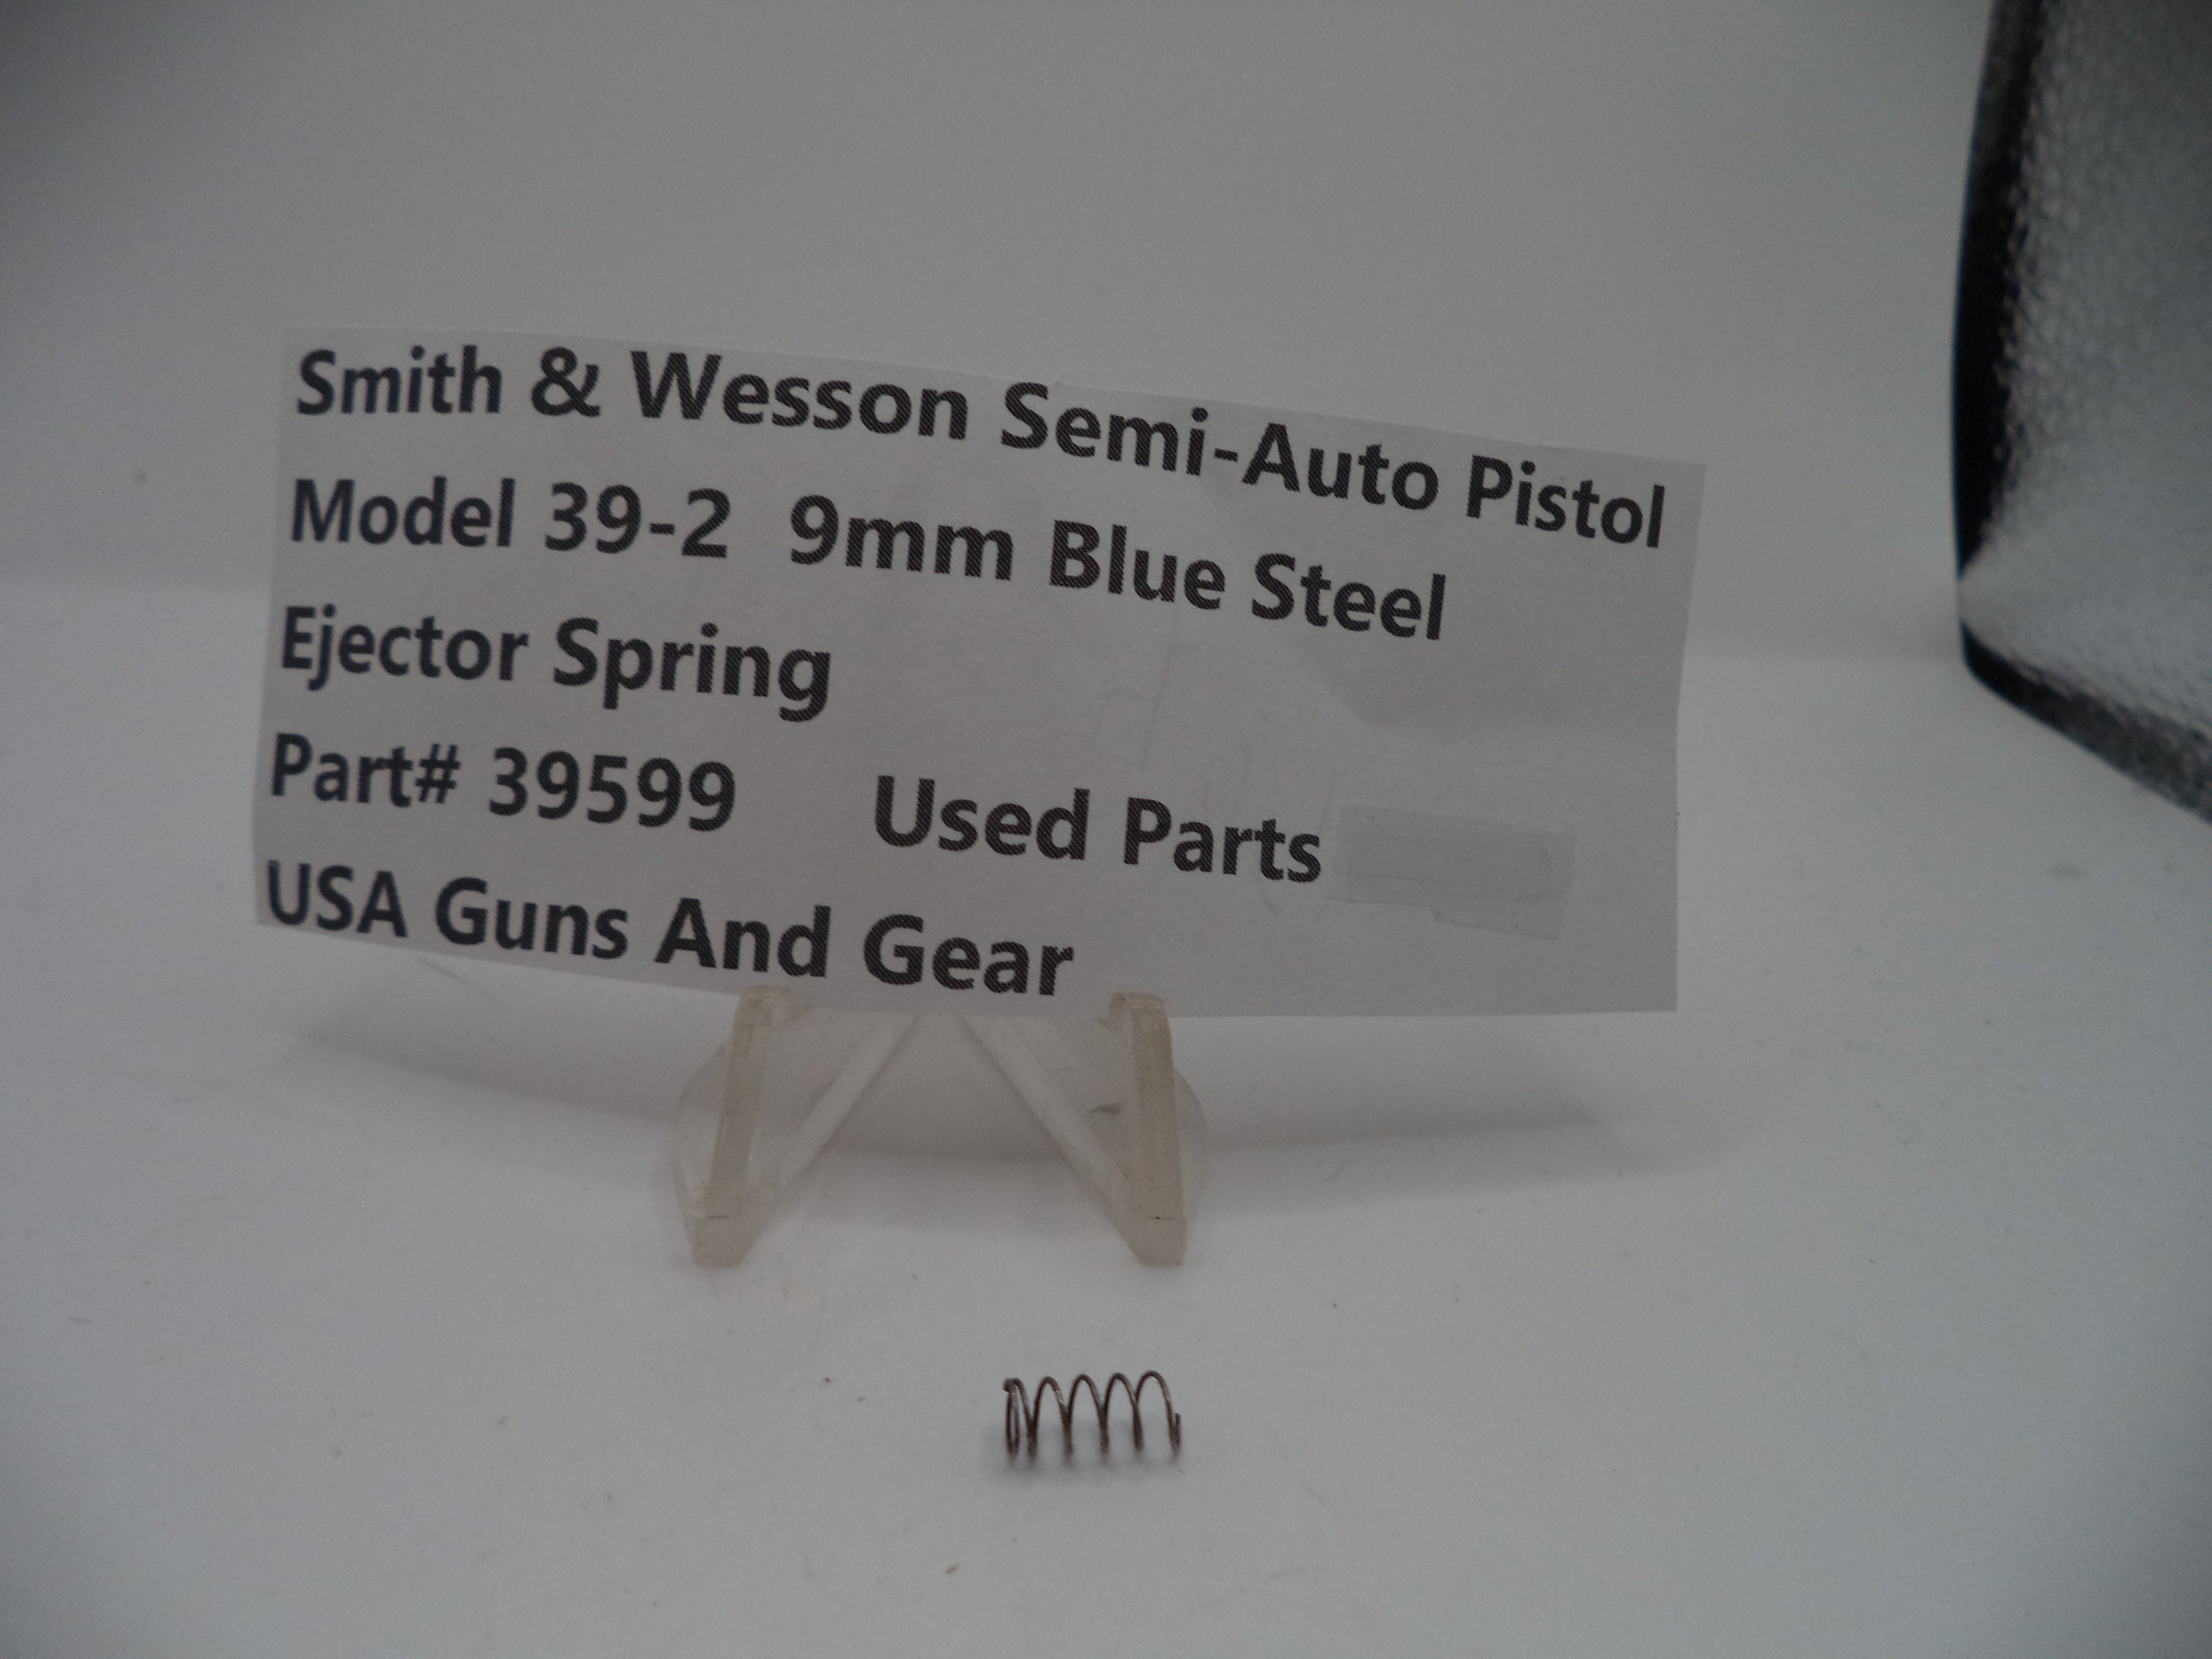 Smith & Wesson Semi-Auto Pistol
Model 39-2 9mm Blue Steel
Ejector Spring
Part# 39599 Used Parts
USA Guns And Gear